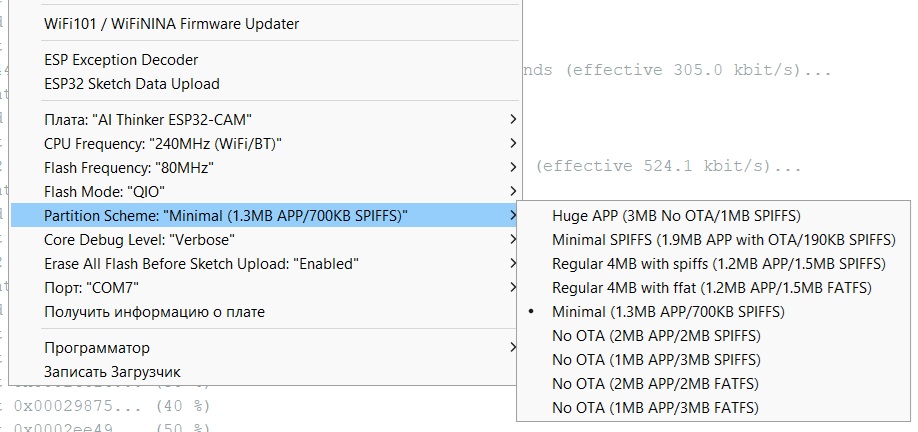 WiFi101 / WiFiNINA Firmware Updater
ESP Exception Decoder
nds (effective 305.0 kbit/s)...
ESP32 Sketch Data Upload
Плата: "AI Thinker ESP32-CAM"
CPU Frequency: "240MHz (WiFi/BT)"
Flash Frequency: "80MHz"
(effective 524.1 kbit/s)...
Flash Mode: "QIO"
Partition Scheme: "Minimal (1.3MB APP/700KB SPIFFS)"
Core Debug Level: "Verbose"
Erase All Flash Before Sketch Upload: "Enabled"
Порт: "COM7"
Получить информацию о плате
Программатор
Записать Загрузчик
Huge APP (3MB No OTA/1MB SPIFFS)
Minimal SPIFFS (1.9MB APP with OTA/190KB SPIFFS)
Regular 4MB with spiffs (1.2MB APP/1.5MB SPIFFS)
Regular 4MB with ffat (1.2MB APP/1.5MB FATFS)
• Minimal (1.3MB APP/700KB SPIFFS)
No OTA (2MB APP/2MB SPIFFS)
No OTA (1MB APP/3MB SPIFFS)
No OTA (2MB APP/2MB FATFS)
No OTA (1MB APP/3MB FATFS)
0x00029875... (40 %)
0x0002ee49... (50 %)